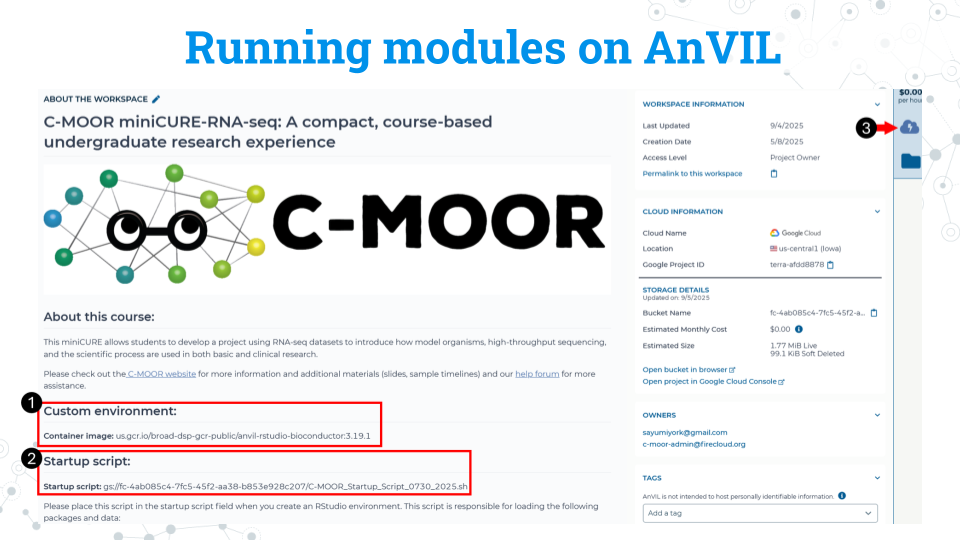 Running modules on AnVIL
ABOUT THE WORKSPACE
C-MOOR miniCURE-RNA-seq: A compact, course-based
undergraduate research experience
C-MOOR
About this course:
This miniCURE allows students to develop a project using RNA-seq datasets to introduce how model organisms, high-throughput sequencing,
and the scientific process are used in both basic and clinical research.
Please check out the C-MOOR website for more information and additional materials (slides, sample timelines) and our help forum for more
assistance.
1
Custom environment:
Container image: us.gcr.io/broad-dsp-gcr-public/anvil-rstudio-bioconductor:3.19.1
2
Startup script:
Startup script: gs://fc-4ab085c4-7fc5-45f2-aa38-b853e928c207/C-MOOR_Startup_Script_0730_2025.sh
Please place this script in the startup script field when you create an RStudio environment. This script is responsible for loading the following
packages and data:
WORKSPACE INFORMATION
Last Updated 9/4/2025
Creation Date 5/8/2025
Access Level Project Owner
Permalink to this workspace
CLOUD INFORMATION
Cloud Name Google Cloud
Location us-central1 (Iowa)
Google Project ID terra-afdd8878
STORAGE DETAILS
Updated on 9/5/2025
Bucket Name fc-4ab085c4-7fc5-45f2-a...
Estimated Monthly Cost $0.00
Estimated Size 1.77 MiB Live
99.1 KiB Soft Deleted
Open bucket in browser
Open project in Google Cloud Console
OWNERS
sayumiyork@gmail.com
c-moor-admin@firecloud.org
TAGS
AnVIL is not intended to host personally identifiable information.
Add a tag
$0.00
per hou
3